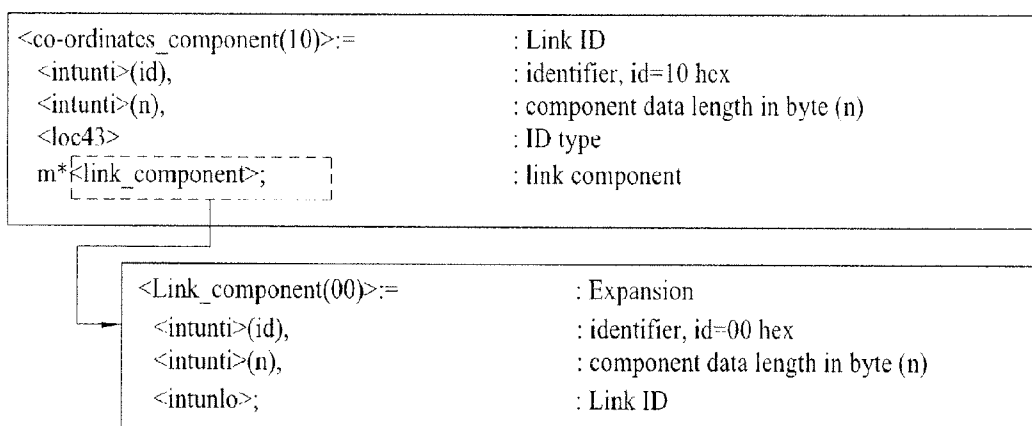 <co-ordinates_component(10)>:= : Link ID
<intunti>(id), : identifier, id=10 hex
<intunti>(n), : component data length in byte (n)
<loc43> : ID type
m*<link_component>; : link component
<Link_component(00)>:= : Expansion
<intunti>(id), : identifier, id=00 hex
<intunti>(n), : component data length in byte (n)
<intunlo>; : Link ID